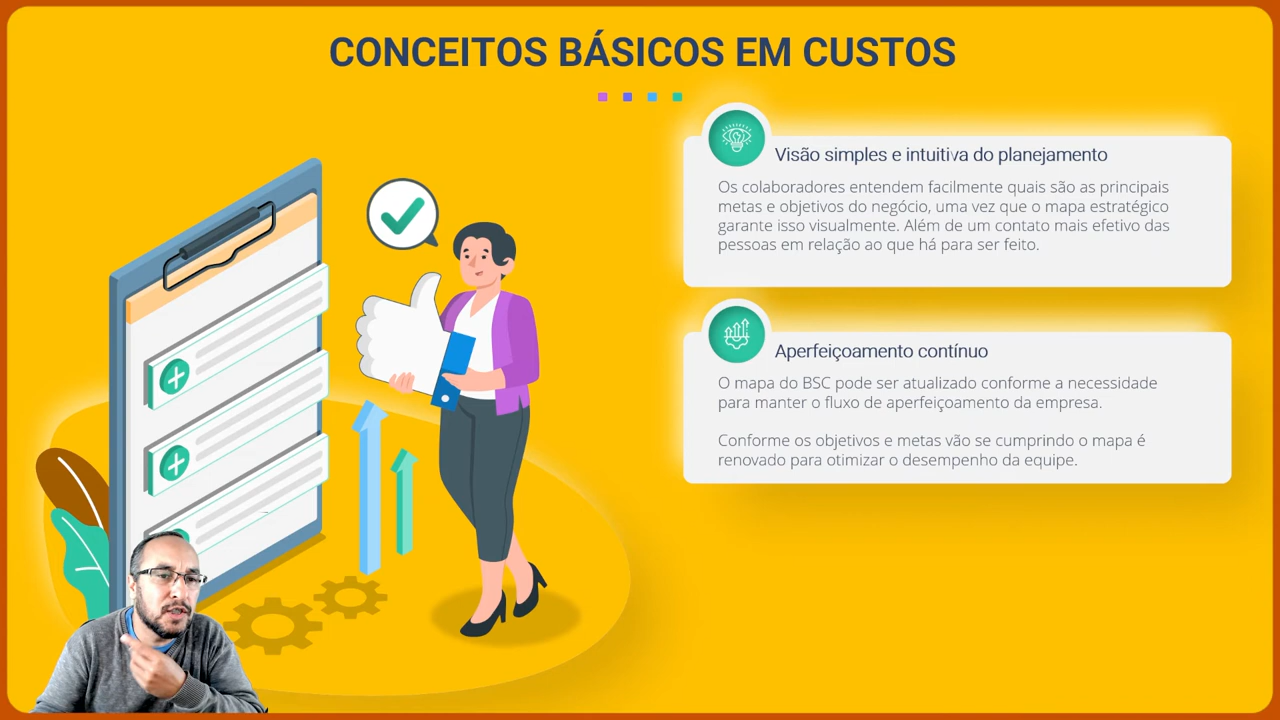 CONCEITOS BÁSICOS EM CUSTOS
Visão simples e intuitiva do planejamento
Os colaboradores entendem facilmente quais são as principais
metas e objetivos do negócio, uma vez que o mapa estratégico
garante isso visualmente. Além de um contato mais efetivo das
pessoas em relação ao que há para ser feito.
Aperfeiçoamento contínuo
O mapa do BSC pode ser atualizado conforme a necessidade
para manter o fluxo de aperfeiçoamento da empresa.
Conforme os objetivos e metas vão se cumprindo o mapa é
renovado para otimizar o desempenho da equipe.